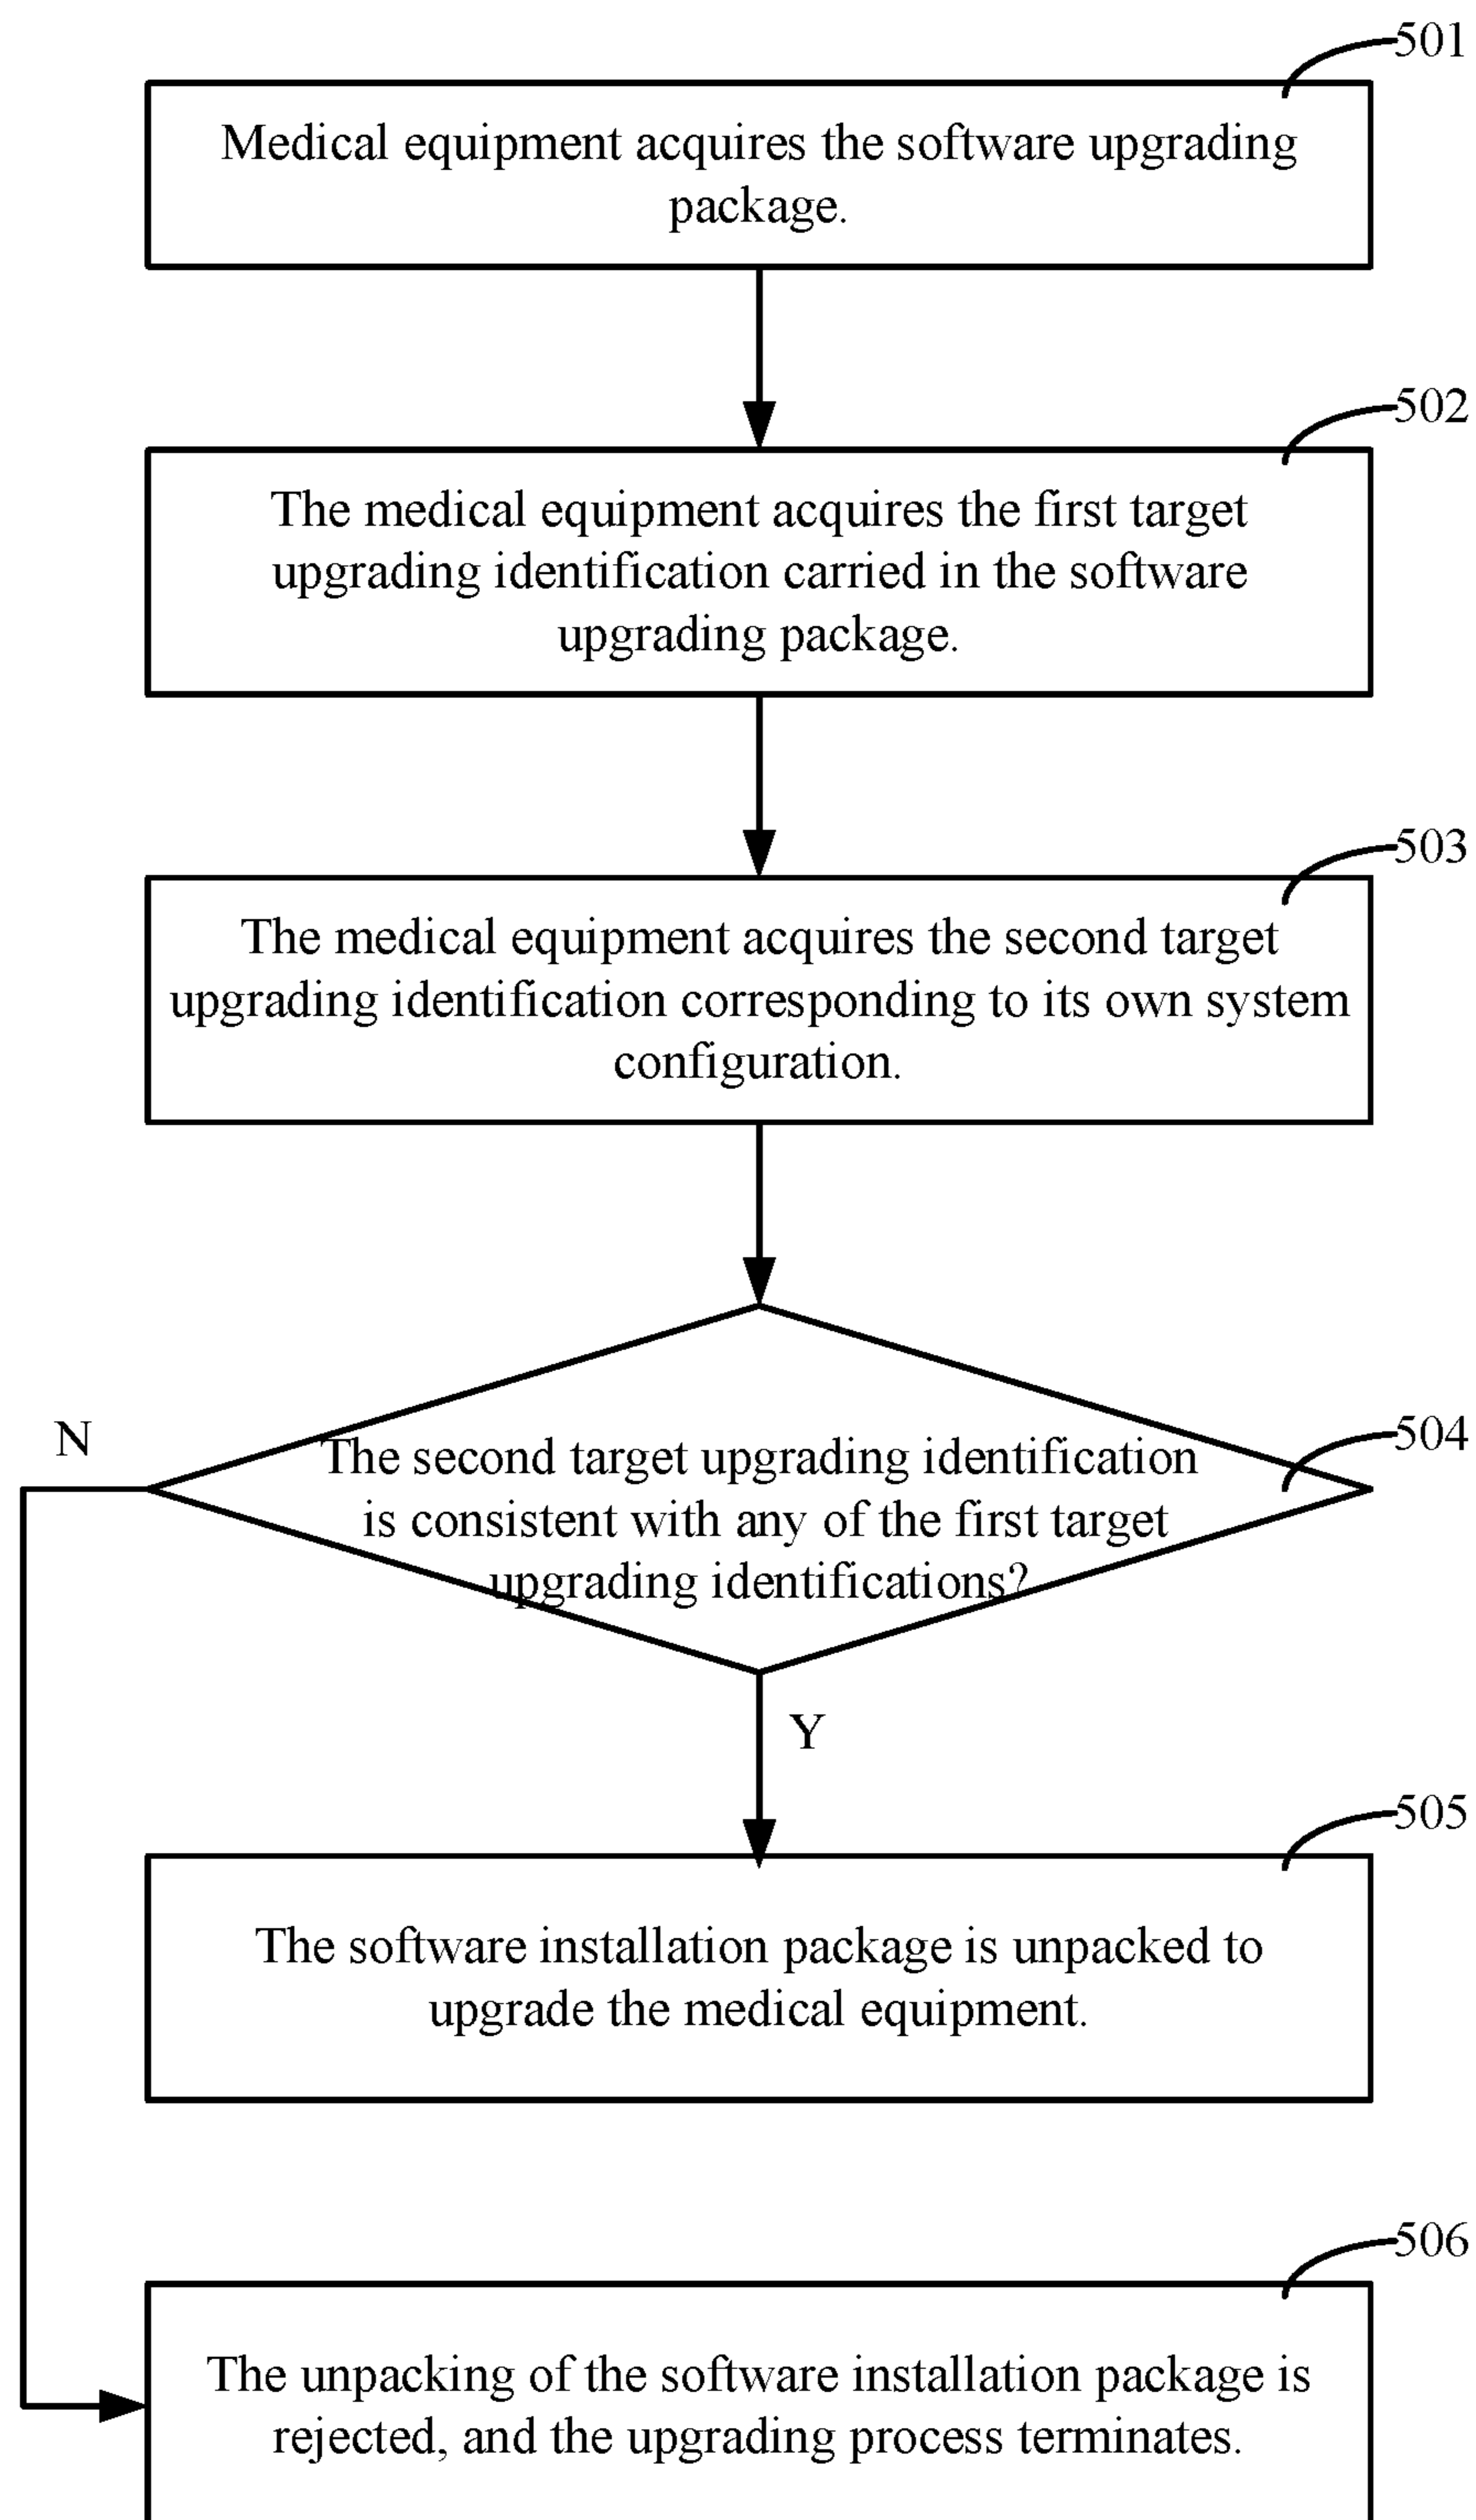 501
Medical equipment acquires the software upgrading
package.
502
The medical equipment acquires the first target
upgrading identification carried in the software
upgrading package.
503
The medical equipment acquires the second target
upgrading identification corresponding to its own system
configuration.
N
504
The second target upgrading identification
is consistent with any of the first target
upgrading identifications?
Y
505
The software installation package is unpacked to
upgrade the medical equipment.
506
The unpacking of the software installation package is
rejected, and the upgrading process terminates.